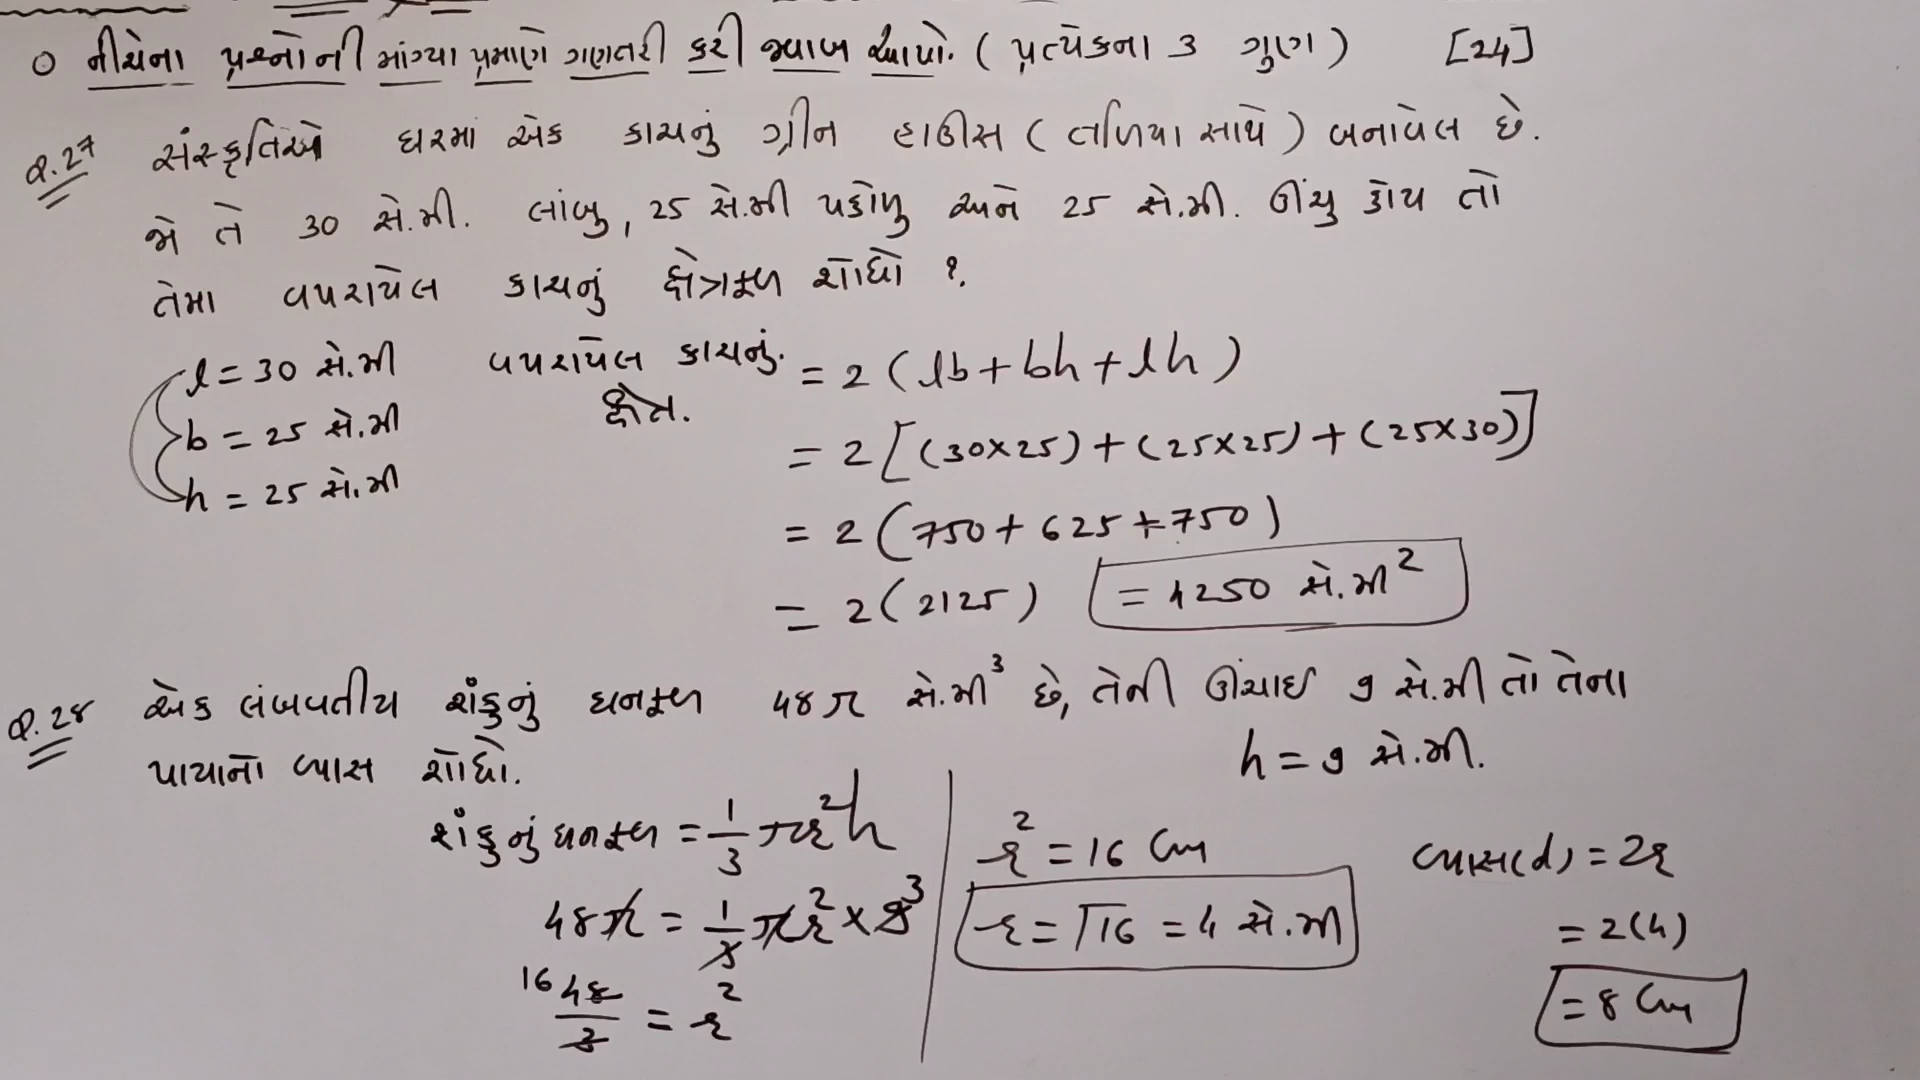 ○ નીચેના પ્રશ્નોની માંગ્યા પ્રમાણે ગણતરી કરી જવાબ આપો. (પ્રત્યેકના 3 ગુણ) [24]
Q.27 સંસ્કૃતિએ ઘરમાં એક કાચનું ગ્રીન હાઉસ (તળિયા સાથે) બનાવેલ છે.
જો તે 30 સે.મી. લાંબુ, 25 સે.મી પહોળુ અને 25 સે.મી. ઊંચુ હોય તો
તેમા વપરાયેલ કાચનું ક્ષેત્રફળ શોધો ?
l = 30 સે.મી વપરાયેલ કાચનું. = 2 (lb + bh + lh)
ક્ષેત્ર.
b = 25 સે.મી = 2 [(30×25) + (25×25) + (25×30)]
h = 25 સે.મી
= 2 (750 + 625 + 750)
= 2 (2125) = 4250 સે.મી²
Q.28 એક લંબવર્તીય શંકુનું ઘનફળ 48π સે.મી³ છે, તેની ઊંચાઈ 9 સે.મી તો તેના
પાયાનો વ્યાસ શોધો. h = 9 સે.મી.
શંકુનું ઘનફળ = 1/3 πr²h
48π = 1/3 πr² × 9 3
16 48/3 = r²
r² = 16 cm
r = √16 = 4 સે.મી
વ્યાસ(d) = 2r
= 2(4)
= 8 cm